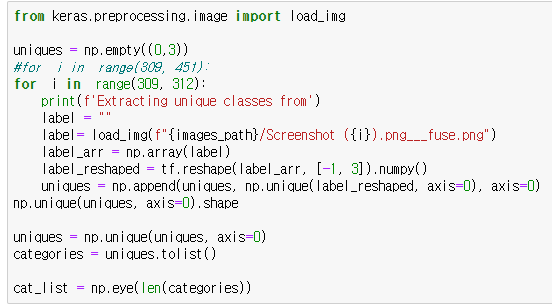 from keras.preprocessing.image import load_img

uniques = np.empty((0,3))
#for i in range(309, 451):
for i in range(309, 312):
    print(f'Extracting unique classes from')
    label = ""
    label= load_img(f"{images_path}/Screenshot ({i}).png___fuse.png")
    label_arr = np.array(label)
    label_reshaped = tf.reshape(label_arr, [-1, 3]).numpy()
    uniques = np.append(uniques, np.unique(label_reshaped, axis=0), axis=0)
np.unique(uniques, axis=0).shape

uniques = np.unique(uniques, axis=0)
categories = uniques.tolist()

cat_list = np.eye(len(categories))